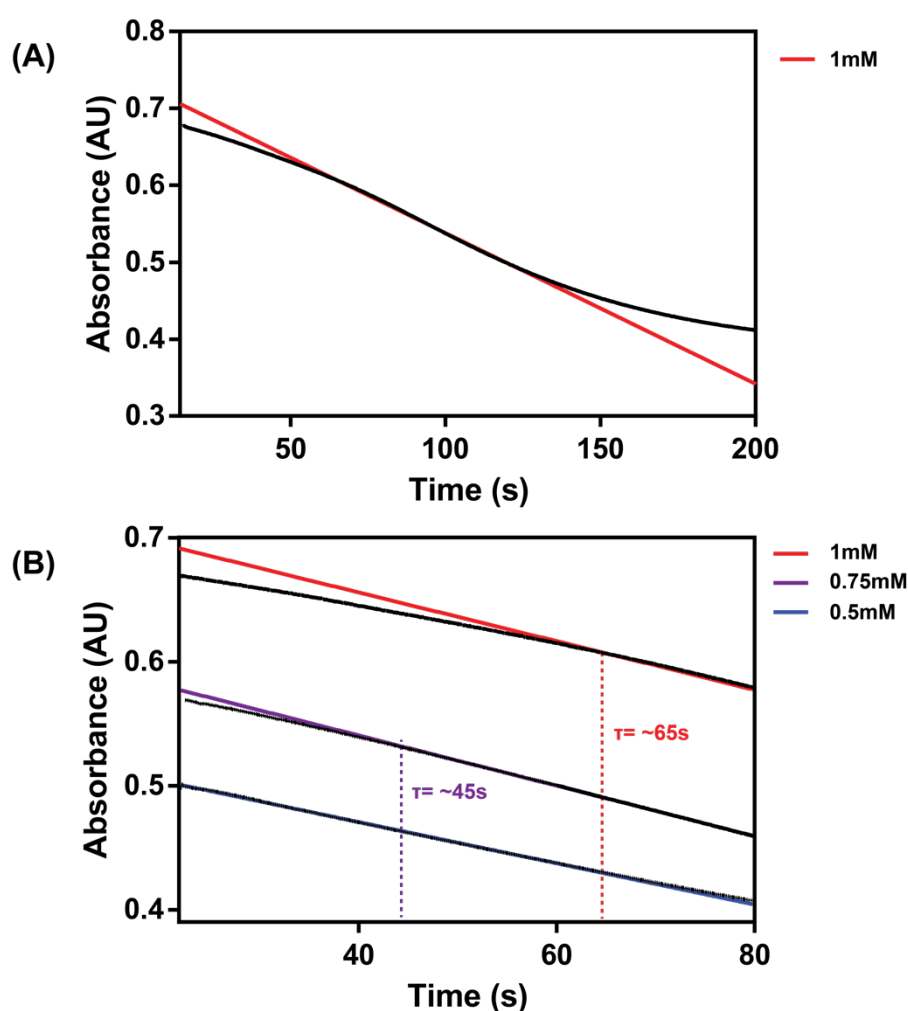 (A)
Absorbance (AU)
0.8
0.7
0.6
0.5
0.4
0.3
50
100
150
200
Time (s)
1mM
(B)
Absorbance (AU)
0.7
0.6
0.5
0.4
40
60
80
Time (s)
τ= ~65s
τ= ~45s
1mM
0.75mM
0.5mM